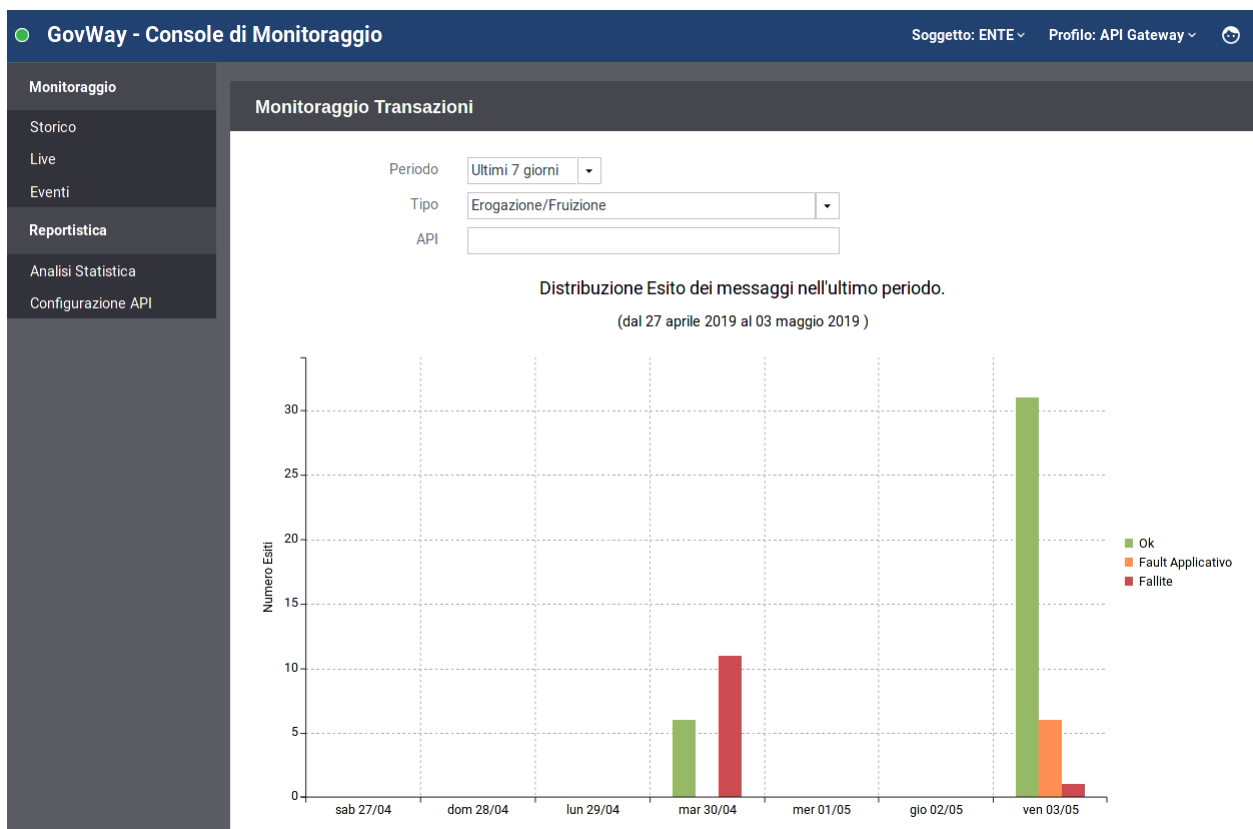 GovWay - Console di Monitoraggio
Soggetto: ENTE
Profilo: API Gateway
Monitoraggio
Storico
Live
Eventi
Reportistica
Analisi Statistica
Configurazione API
Monitoraggio Transazioni
Periodo
Ultimi 7 giorni
Tipo
Erogazione/Fruizione
API
Distribuzione Esito dei messaggi nell'ultimo periodo.
(dal 27 aprile 2019 al 03 maggio 2019 )
Numero Esiti
30
25
20
15
10
5
0
sab 27/04
dom 28/04
lun 29/04
mar 30/04
mer 01/05
gio 02/05
ven 03/05
Ok
Fault Applicativo
Fallite